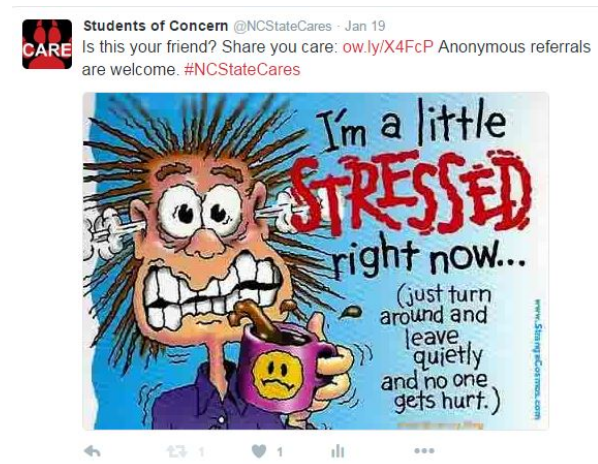 Students of Concern @NCStateCares · Jan 19
CARE
Is this your friend? Share you care: ow.ly/X4FcP Anonymous referrals
are welcome. #NCStateCares
I'm a little
STRESSED
right now...
(just turn
around and
leave
quietly
and no one
gets hurt.)
www.StrangeCosmos.com
1
1